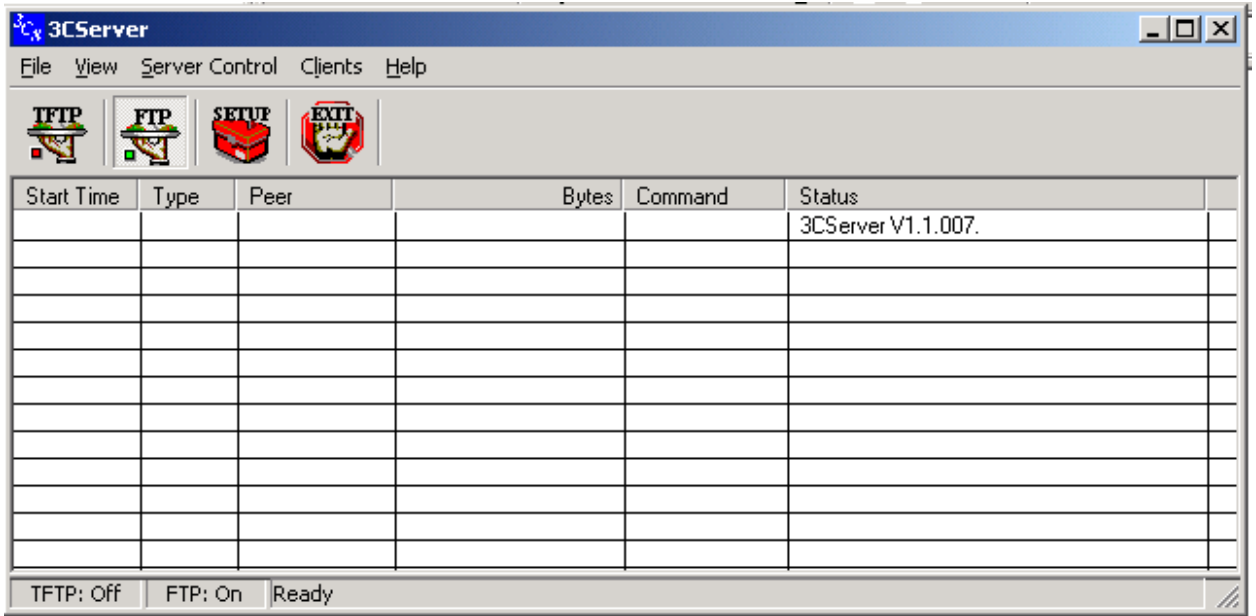 3CServer
File View Server Control Clients Help
TFTP FTP SETUP EXIT
Start Time Type Peer Bytes Command Status
3CServer V1.1.007.
TFTP: Off FTP: On Ready